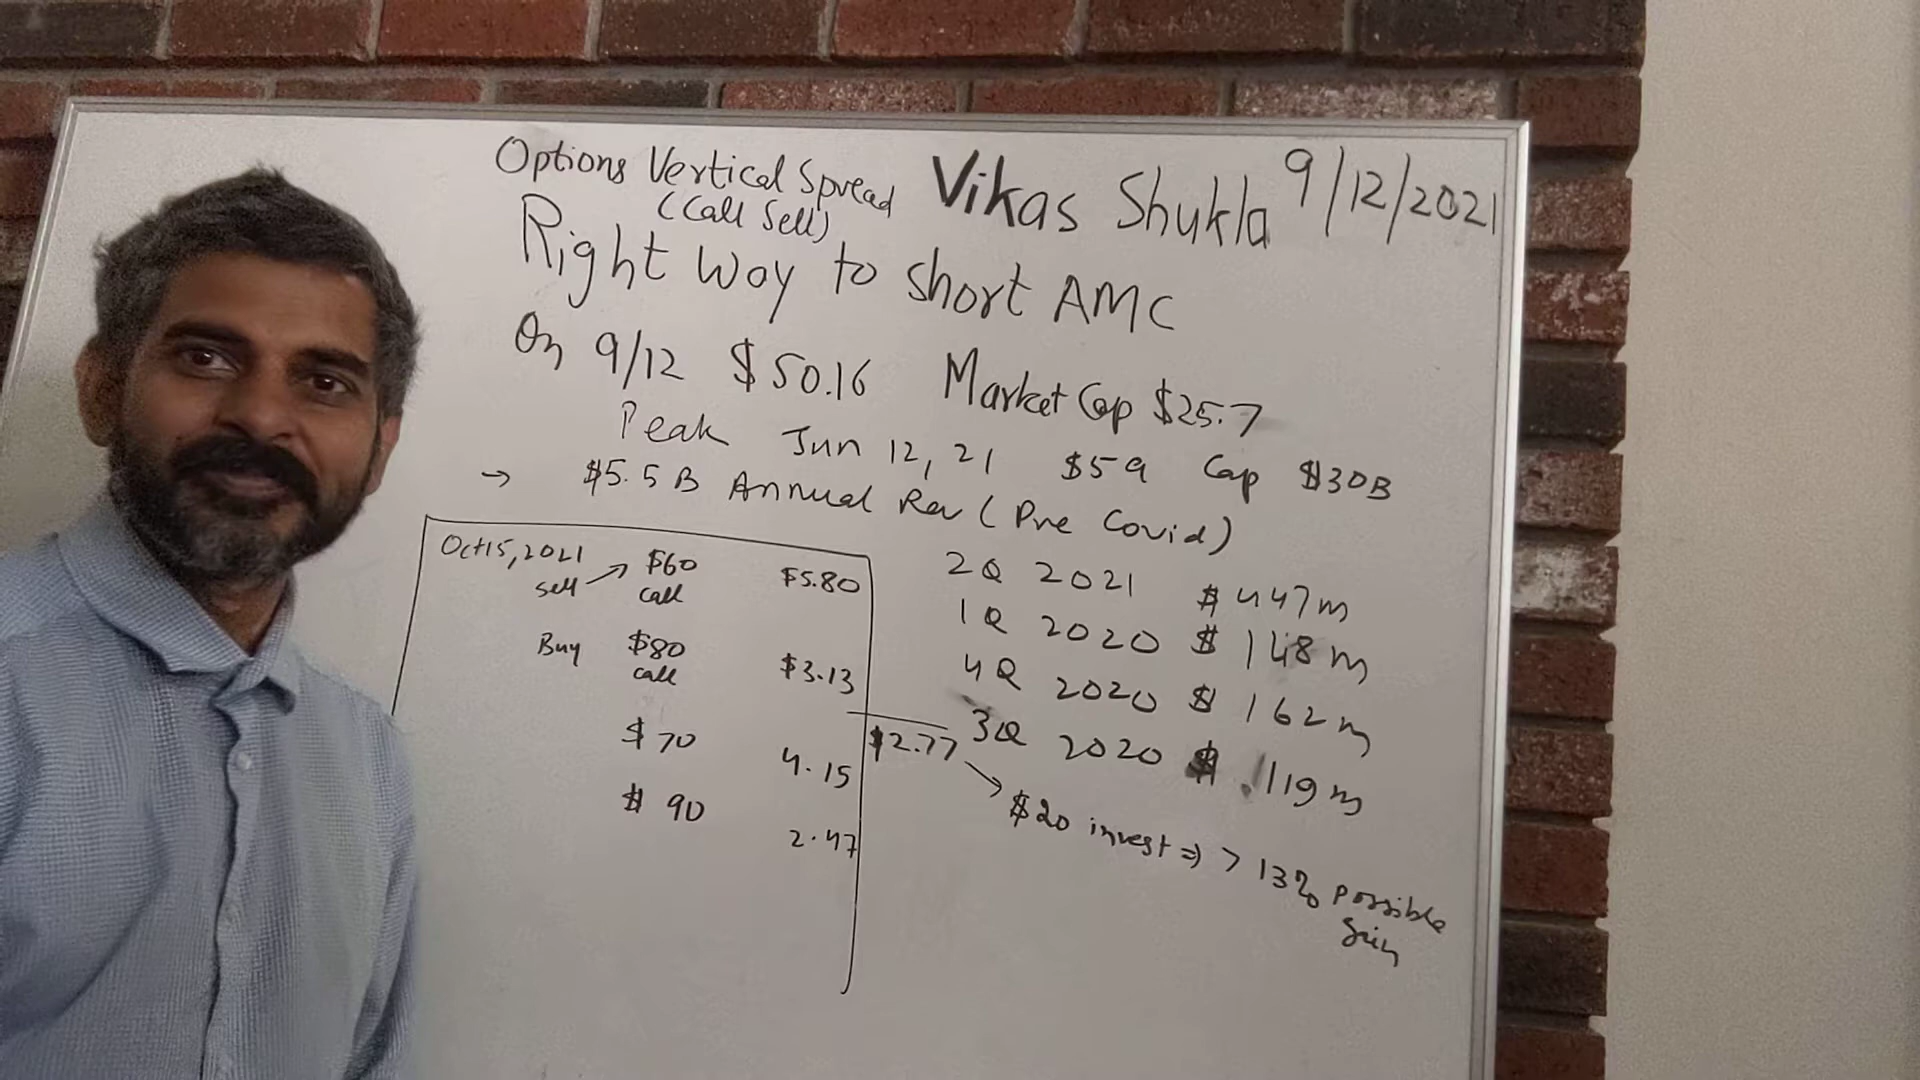 Options Vertical Spread
(Call Sell)
Vikas Shukla 9/12/2021
Right Way to short AMC
On 9/12 $50.16 Market Cap $25.7
Peak Jun 12, 21 $59 Cap $30B
→ $5.5B Annual Rev (Pre Covid)
Oct 15, 2021
sell → $60 call $5.80
Buy $80 call $3.13
$2.77
$70 4.15
$90 2.47
2Q 2021 $447m
1Q 2020 $148m
4Q 2020 $162m
3Q 2020 $119m
→ $20 invest ⇒ > 13% possible
gain